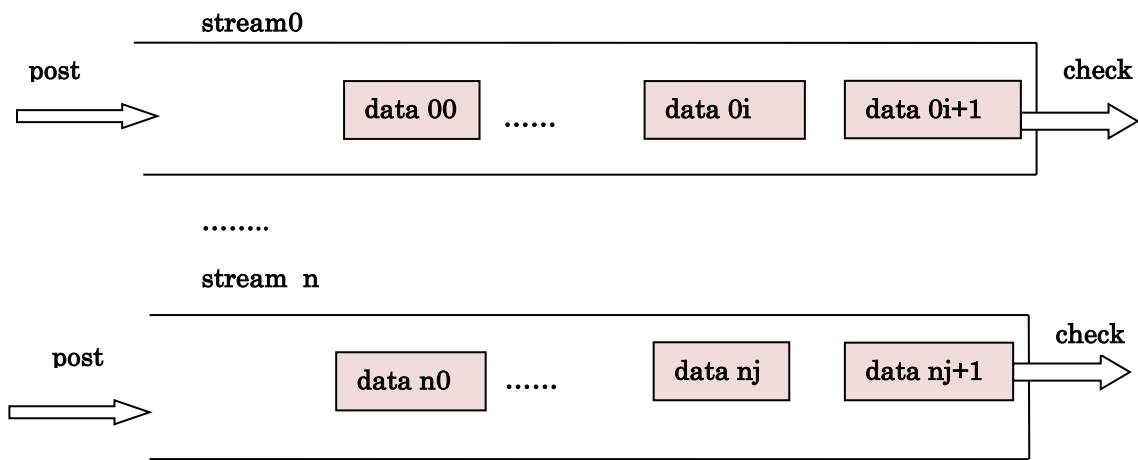 stream0
post
check
data 00 ...... data 0i data 0i+1
........
stream n
check
post
data n0 ...... data nj data nj+1